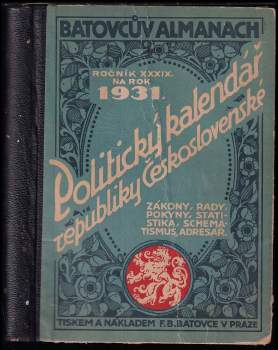 BATOVCŮV ALMANACH
ROČNÍK XXXIX.
NA ROK
1931.
Politický kalendář
republiky Československé
ZÁKONY, RADY,
POKYNY, STATI-
STIKA, SCHEMA-
TISMUS, ADRESÁŘ.
TISKEM A NÁKLADEM F. B. BATOVCE V PRAZE